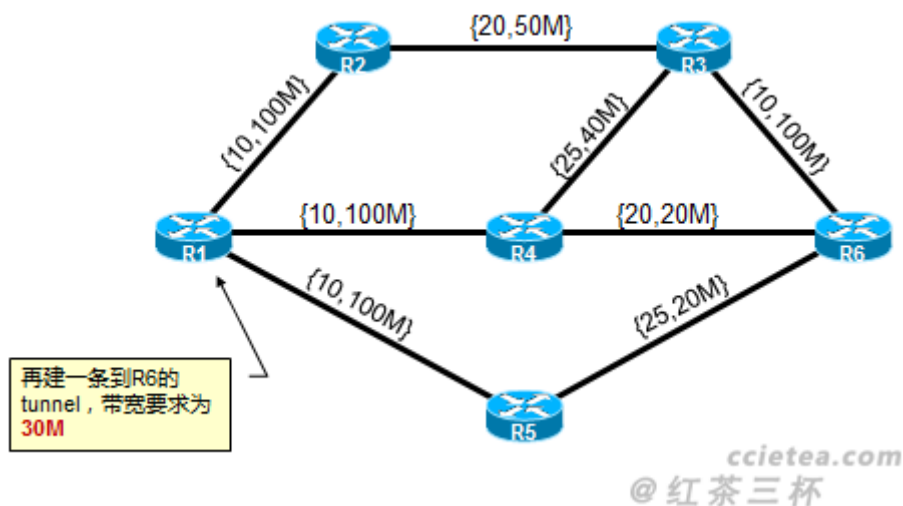 {20,50M}
R2
R3
{10,100M}
{25,40M}
{10,100M}
{10,100M}
{20,20M}
R1
R4
R6
{10,100M}
{25,20M}
再建一条到R6的
tunnel，带宽要求为
30M
R5
ccietea.com
@红茶三杯